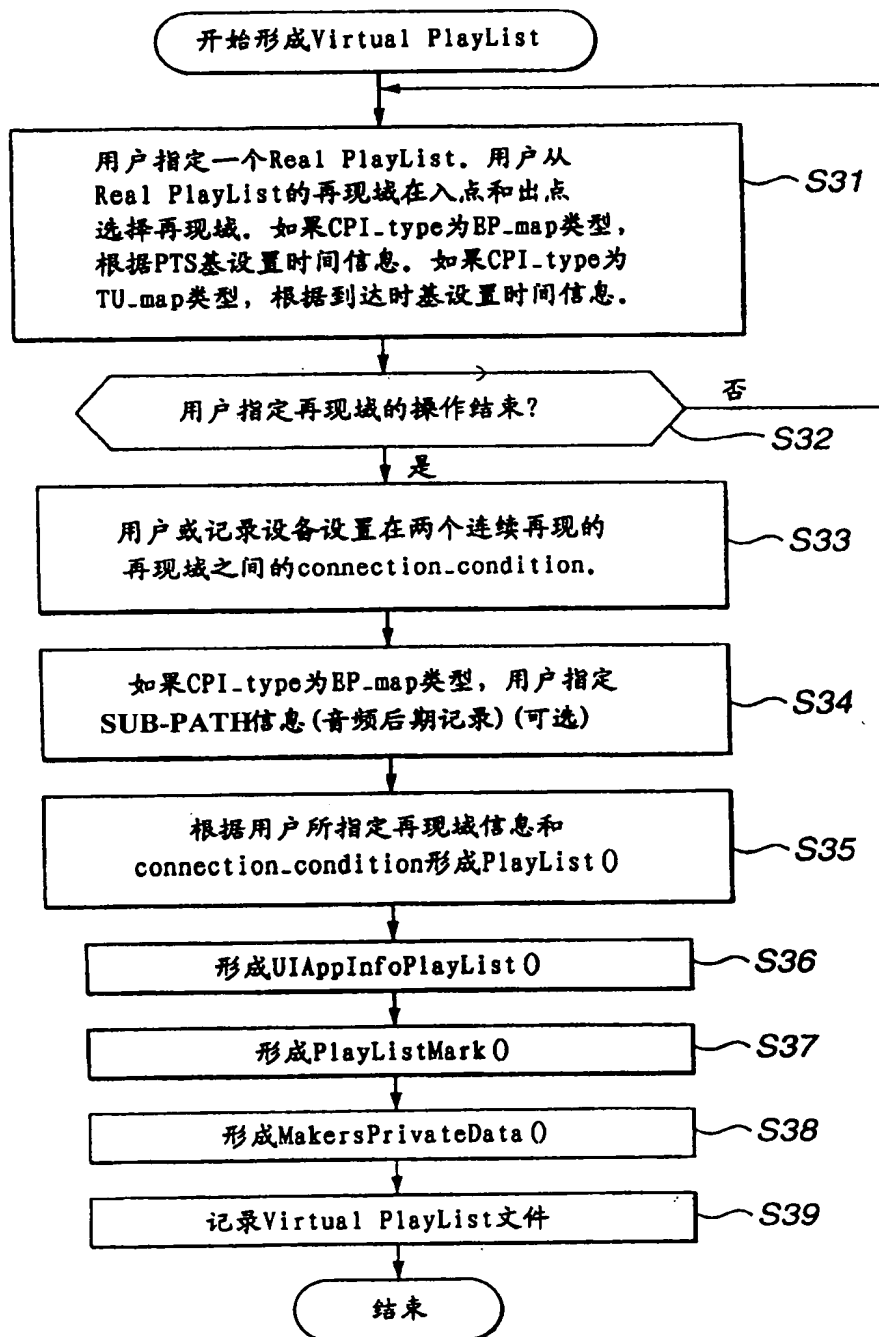 开始形成Virtual PlayList
用户指定一个Real PlayList. 用户从
Real PlayList的再现域在入点和出点
选择再现域. 如果CPI_type为EP_map类型,
根据PTS基设置时间信息. 如果CPI_type为
TU_map类型, 根据到达时基设置时间信息.
S31
用户指定再现域的操作结束?
否
S32
是
用户或记录设备设置在两个连续再现的
再现域之间的connection_condition.
S33
如果CPI_type为EP_map类型, 用户指定
SUB-PATH信息(音频后期记录)(可选)
S34
根据用户所指定再现域信息和
connection_condition形成PlayList()
S35
形成UIAppInfoPlayList()
S36
形成PlayListMark()
S37
形成MakersPrivateData()
S38
记录Virtual PlayList文件
S39
结束